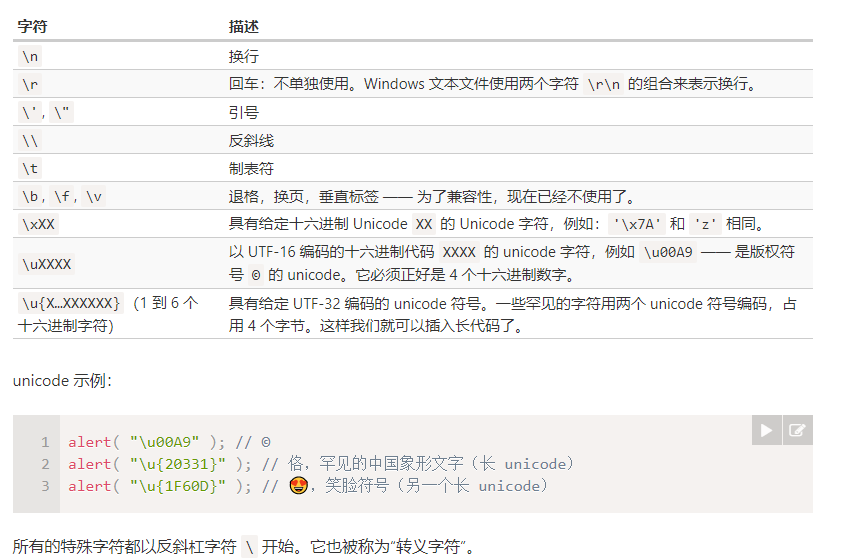 字符 描述
\n 换行
\r 回车：不单独使用。Windows 文本文件使用两个字符 \r\n 的组合来表示换行。
\', \" 引号
\\ 反斜线
\t 制表符
\b, \f, \v 退格，换页，垂直标签 —— 为了兼容性，现在已经不使用了。
\xXX 具有给定十六进制 Unicode XX 的 Unicode 字符，例如：'\x7A' 和 'z' 相同。
\uXXXX 以 UTF-16 编码的十六进制代码 XXXX 的 unicode 字符，例如 \u00A9 —— 是版权符
号 © 的 unicode。它必须正好是 4 个十六进制数字。
\u{X…XXXXXX}（1 到 6 个 具有给定 UTF-32 编码的 unicode 符号。一些罕见的字符用两个 unicode 符号编码，占
十六进制字符） 用 4 个字节。这样我们就可以插入长代码了。
unicode 示例：
1 alert( "\u00A9" ); // ©
2 alert( "\u{20331}" ); // 佫，罕见的中国象形文字（长 unicode）
3 alert( "\u{1F60D}" ); // 😍，笑脸符号（另一个长 unicode）
所有的特殊字符都以反斜杠字符 \ 开始。它也被称为“转义字符”。